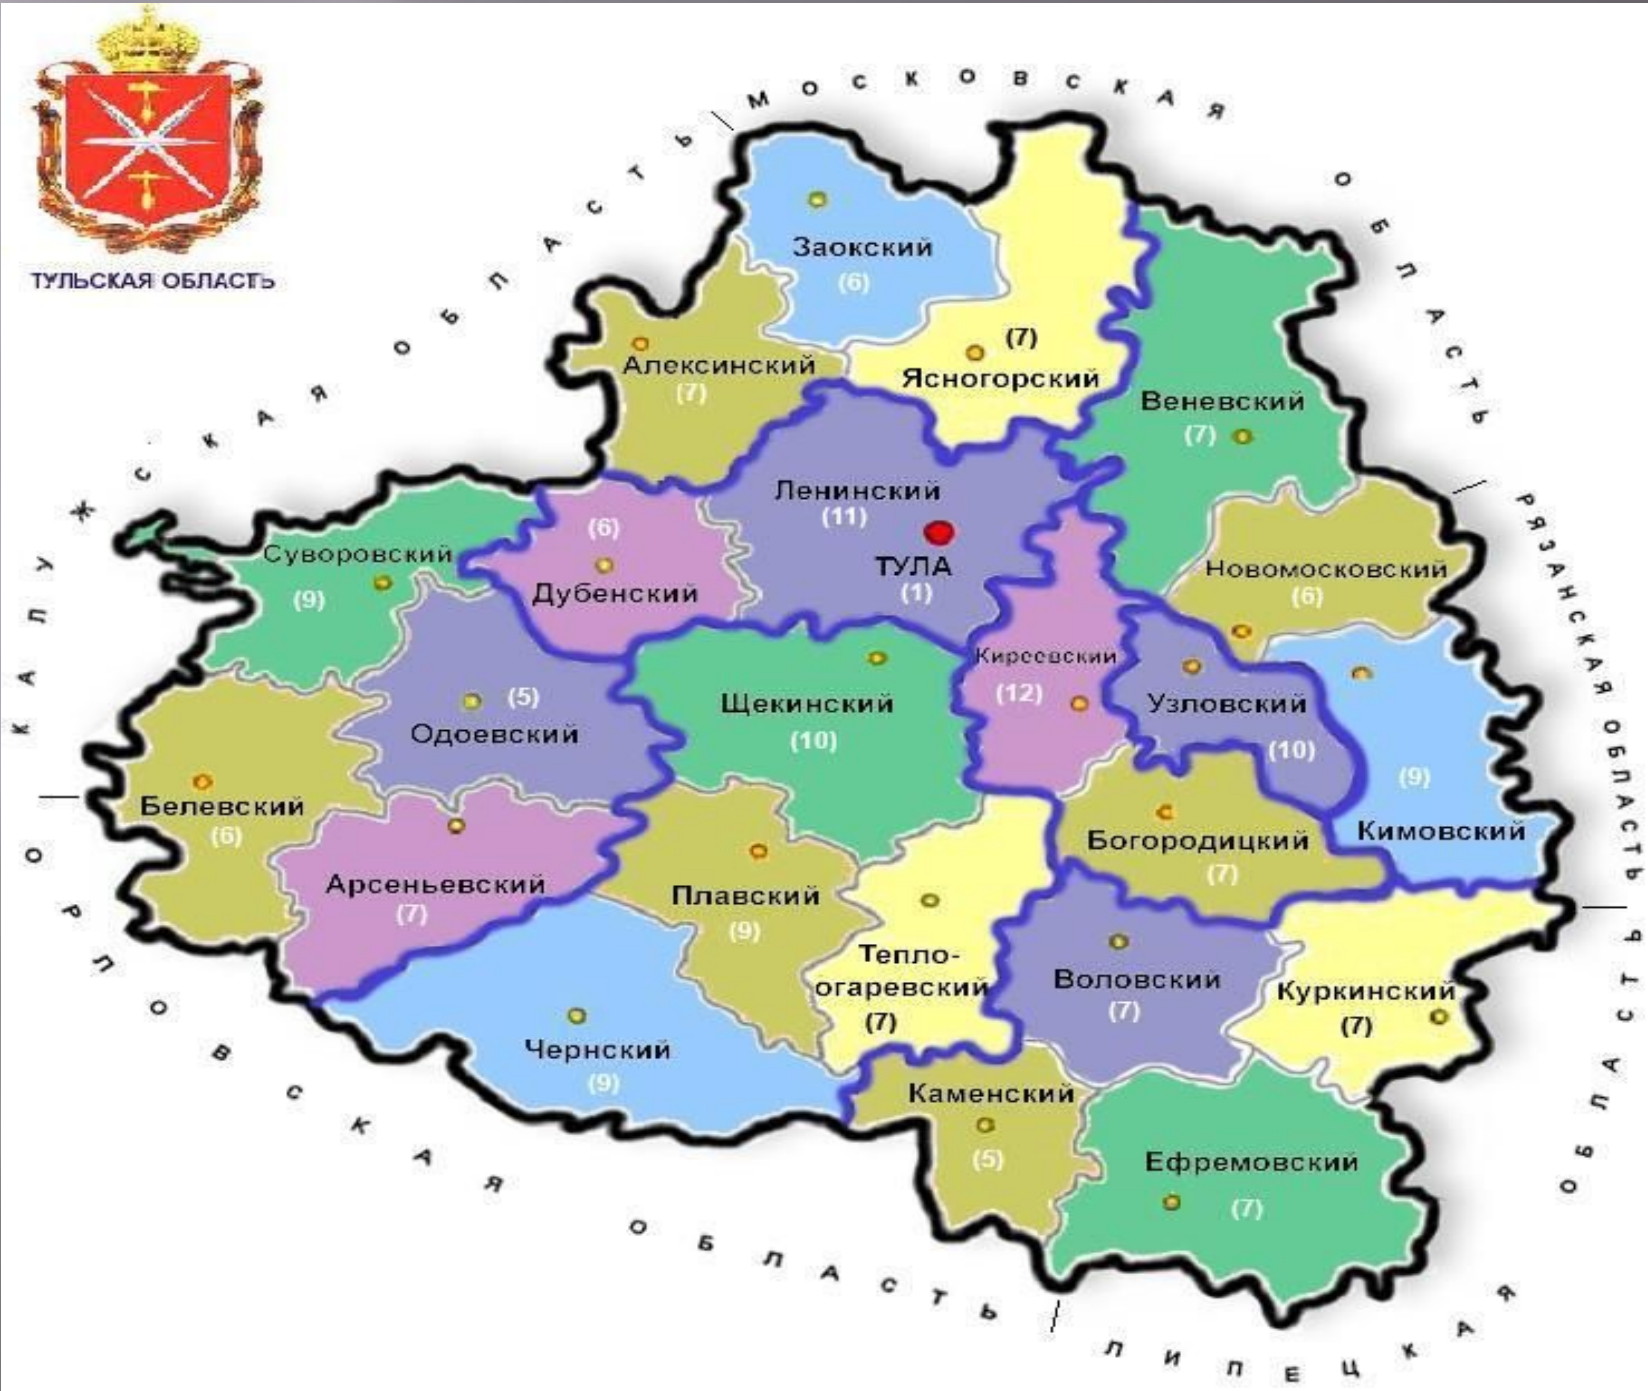 ТУЛЬСКАЯ ОБЛАСТЬ
МОСКОВСКАЯ ОБЛАСТЬ
КАЛУЖСКАЯ ОБЛАСТЬ
РЯЗАНСКАЯ ОБЛАСТЬ
Заокский
(6)
(7)
Ясногорский
Алексинский
(7)
Веневский
(7)
Ленинский
(11)
ТУЛА
(1)
(6)
Дубенский
Суворовский
(9)
Новомосковский
(6)
Киреевский
(12)
Узловский
(10)
(5)
Одоевский
Щекинский
(10)
(9)
Кимовский
Белевский
(6)
Богородицкий
(7)
Арсеньевский
(7)
Плавский
(9)
Тепло-
огаревский
(7)
Воловский
(7)
Куркинский
(7)
Чернский
(9)
Каменский
(5)
Ефремовский
(7)
ОРЛОВСКАЯ ОБЛАСТЬ
ЛИПЕЦКАЯ ОБЛАСТЬ